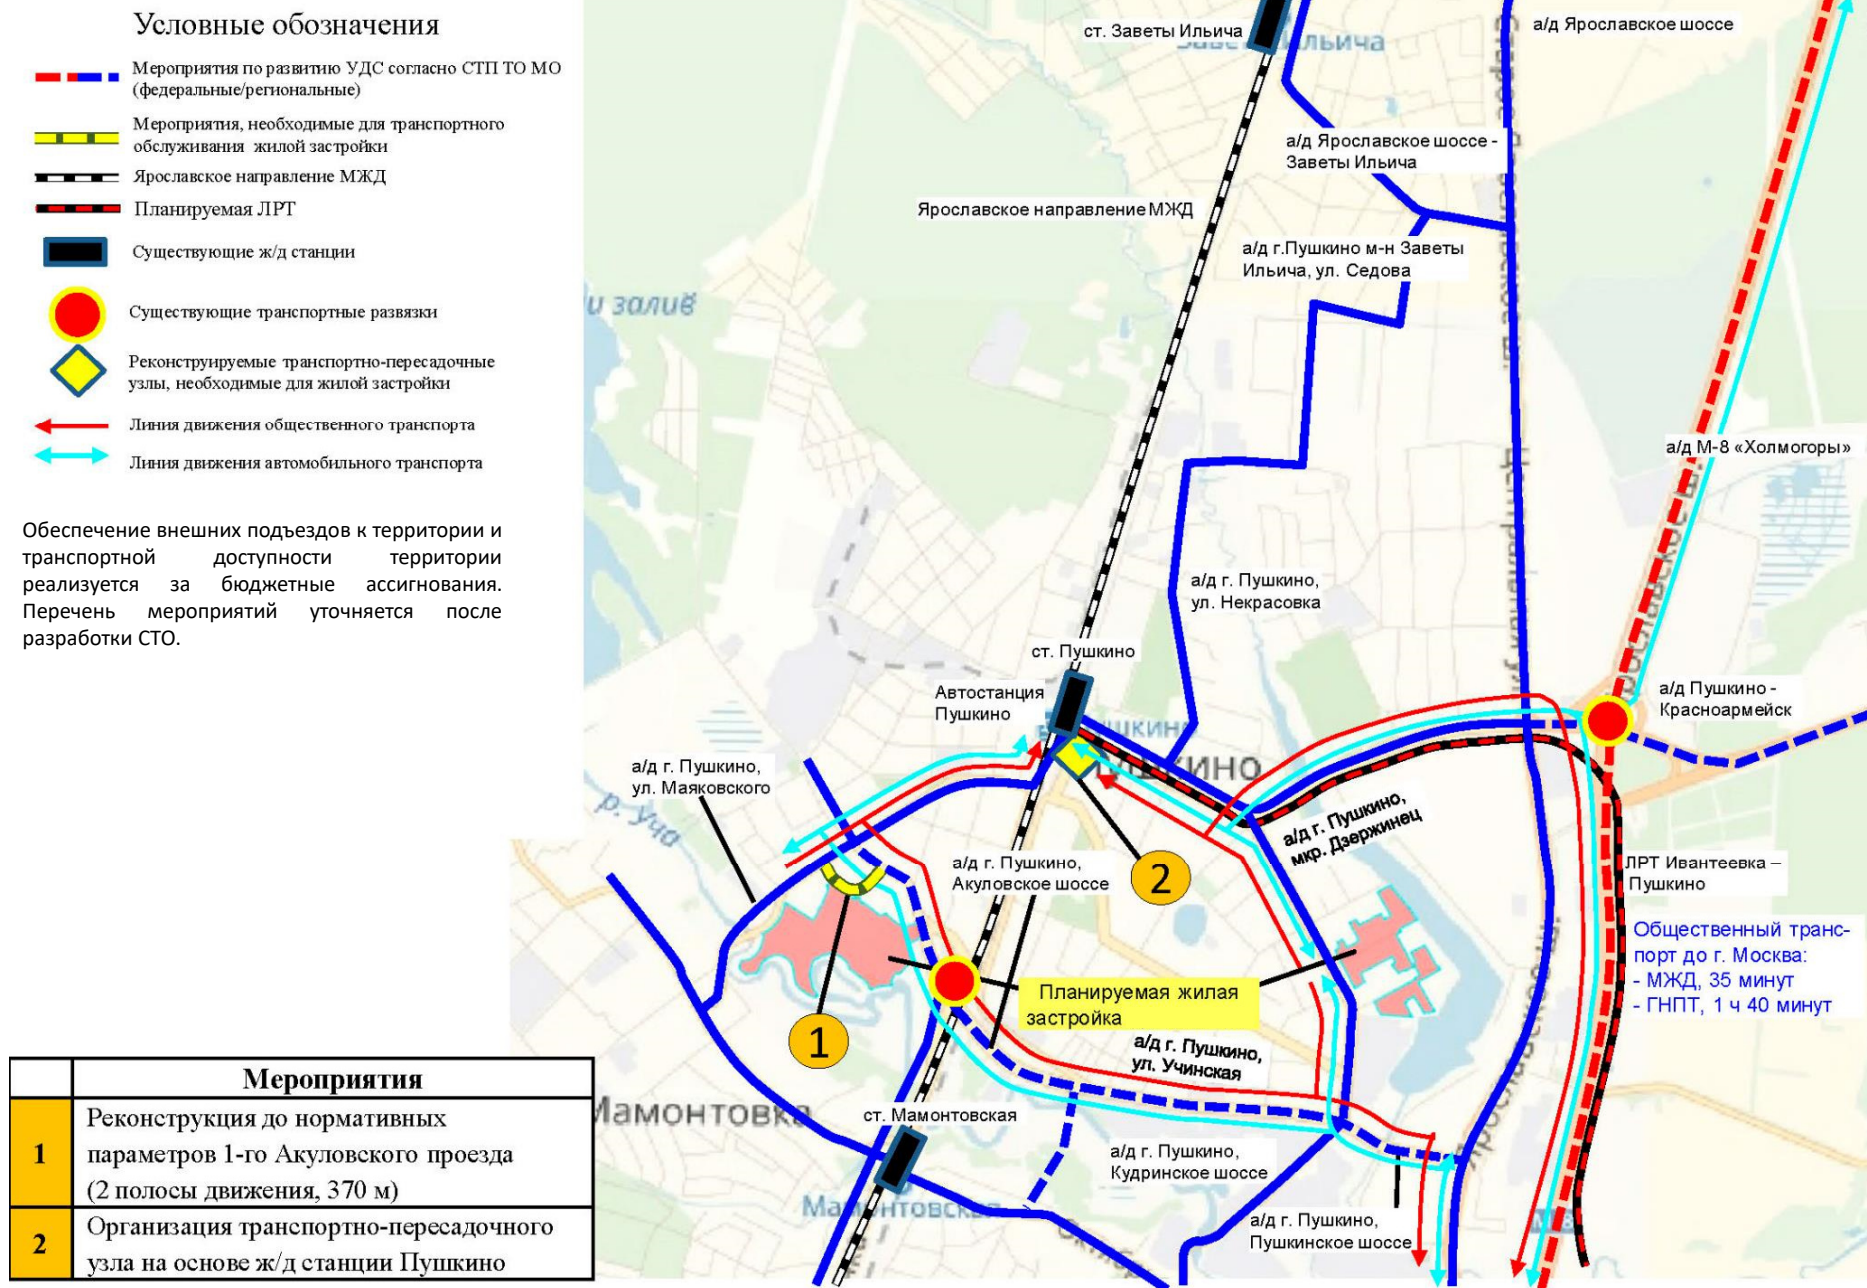 Условные обозначения
Мероприятия по развитию УДС согласно СТП ТО МО
(федеральные/региональные)
Мероприятия, необходимые для транспортного
обслуживания жилой застройки
Ярославское направление МЖД
Планируемая ЛРТ
Существующие ж/д станции
Существующие транспортные развязки
Реконструируемые транспортно-пересадочные
узлы, необходимые для жилой застройки
Линия движения общественного транспорта
Линия движения автомобильного транспорта
Обеспечение внешних подъездов к территории и
транспортной доступности территории
реализуется за бюджетные ассигнования.
Перечень мероприятий уточняется после
разработки СТО.
ст. Заветы Ильича
а/д Ярославское шоссе
а/д Ярославское шоссе -
Заветы Ильича
Ярославское направление МЖД
а/д г.Пушкино м-н Заветы
Ильича, ул. Седова
и залив
а/д М-8 «Холмогоры»
а/д г. Пушкино,
ул. Некрасовка
ст. Пушкино
Автостанция
Пушкино
а/д Пушкино -
Красноармейск
а/д г. Пушкино,
ул. Маяковского
р. Уча
а/д г. Пушкино,
мкр. Дзержинец
а/д г. Пушкино,
Акуловское шоссе
2
ЛРТ Ивантеевка –
Пушкино
Общественный транс-
порт до г. Москва:
- МЖД, 35 минут
- ГНПТ, 1 ч 40 минут
Планируемая жилая
застройка
1
а/д г. Пушкино,
ул. Учинская
Мамонтовка
ст. Мамонтовская
а/д г. Пушкино,
Кудринское шоссе
а/д г. Пушкино,
Пушкинское шоссе
Мероприятия
1
Реконструкция до нормативных
параметров 1-го Акуловского проезда
(2 полосы движения, 370 м)
2
Организация транспортно-пересадочного
узла на основе ж/д станции Пушкино